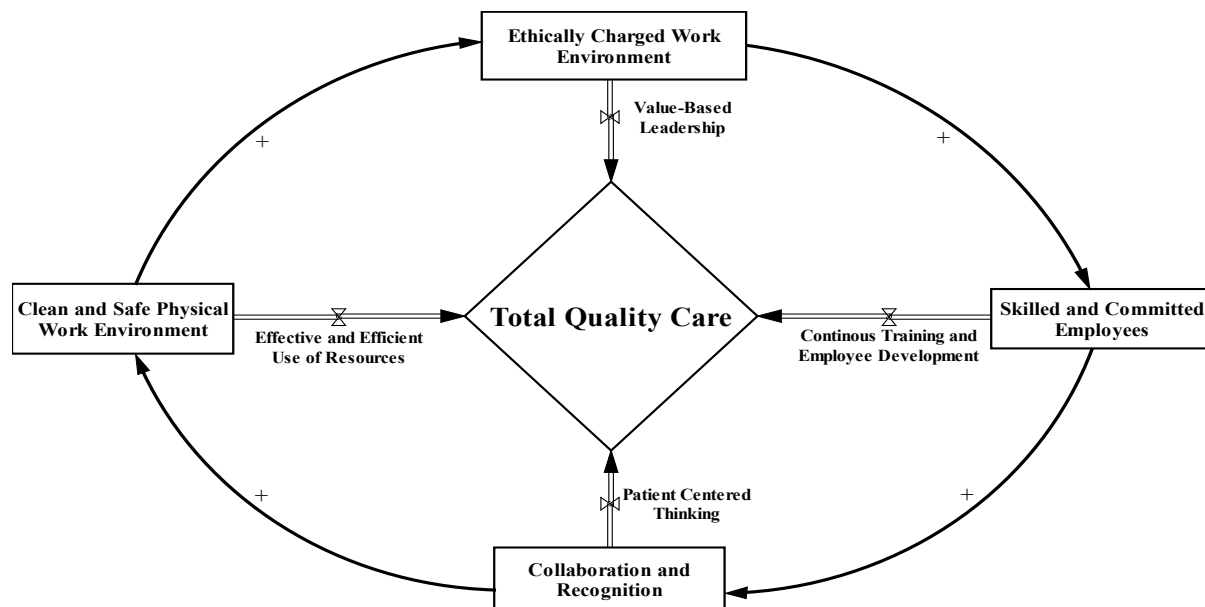 Ethically Charged Work
Environment
Value-Based
Leadership
+
+
Clean and Safe Physical
Work Environment
Effective and Efficient
Use of Resources
Total Quality Care
Continous Training and
Employee Development
Skilled and Committed
Employees
+
+
Patient Centered
Thinking
Collaboration and
Recognition